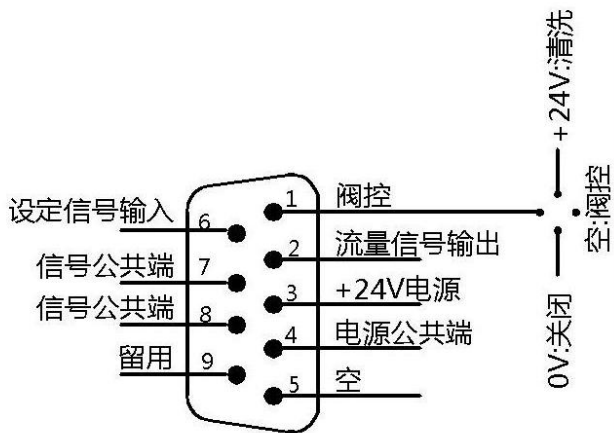 设定信号输入
6
信号公共端
7
信号公共端
8
留用
9
1
阀控
2
流量信号输出
3
+24V电源
4
电源公共端
5
空
+24V:清洗
空:阀控
0V:关闭